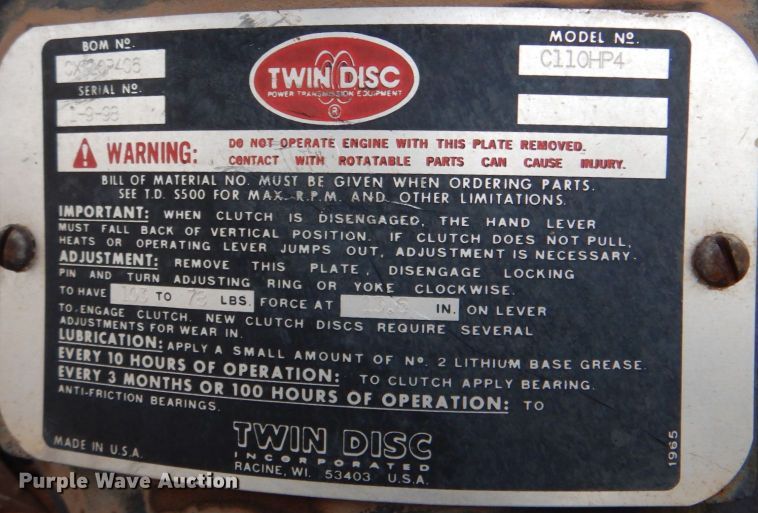 BOM Nº.
MODEL Nº.
C110HP4
SERIAL Nº.
1-9-98
TWIN DISC
POWER TRANSMISSION EQUIPMENT
®
WARNING: DO NOT OPERATE ENGINE WITH THIS PLATE REMOVED.
CONTACT WITH ROTATABLE PARTS CAN CAUSE INJURY.
BILL OF MATERIAL NO. MUST BE GIVEN WHEN ORDERING PARTS.
SEE T.D. S500 FOR MAX. R.P.M. AND OTHER LIMITATIONS.
IMPORTANT: WHEN CLUTCH IS DISENGAGED, THE HAND LEVER
MUST FALL BACK OF VERTICAL POSITION. IF CLUTCH DOES NOT PULL,
HEATS OR OPERATING LEVER JUMPS OUT, ADJUSTMENT IS NECESSARY.
ADJUSTMENT: REMOVE THIS PLATE, DISENGAGE LOCKING
PIN AND TURN ADJUSTING RING OR YOKE CLOCKWISE.
TO HAVE TO LBS. FORCE AT IN. ON LEVER
TO ENGAGE CLUTCH. NEW CLUTCH DISCS REQUIRE SEVERAL
ADJUSTMENTS FOR WEAR IN.
LUBRICATION: APPLY A SMALL AMOUNT OF Nº. 2 LITHIUM BASE GREASE.
EVERY 10 HOURS OF OPERATION: TO CLUTCH APPLY BEARING.
EVERY 3 MONTHS OR 100 HOURS OF OPERATION: TO
ANTI-FRICTION BEARINGS.
TWIN DISC
INCORPORATED
RACINE, WI. 53403 U.S.A.
MADE IN U.S.A.
1965
Purple Wave Auction